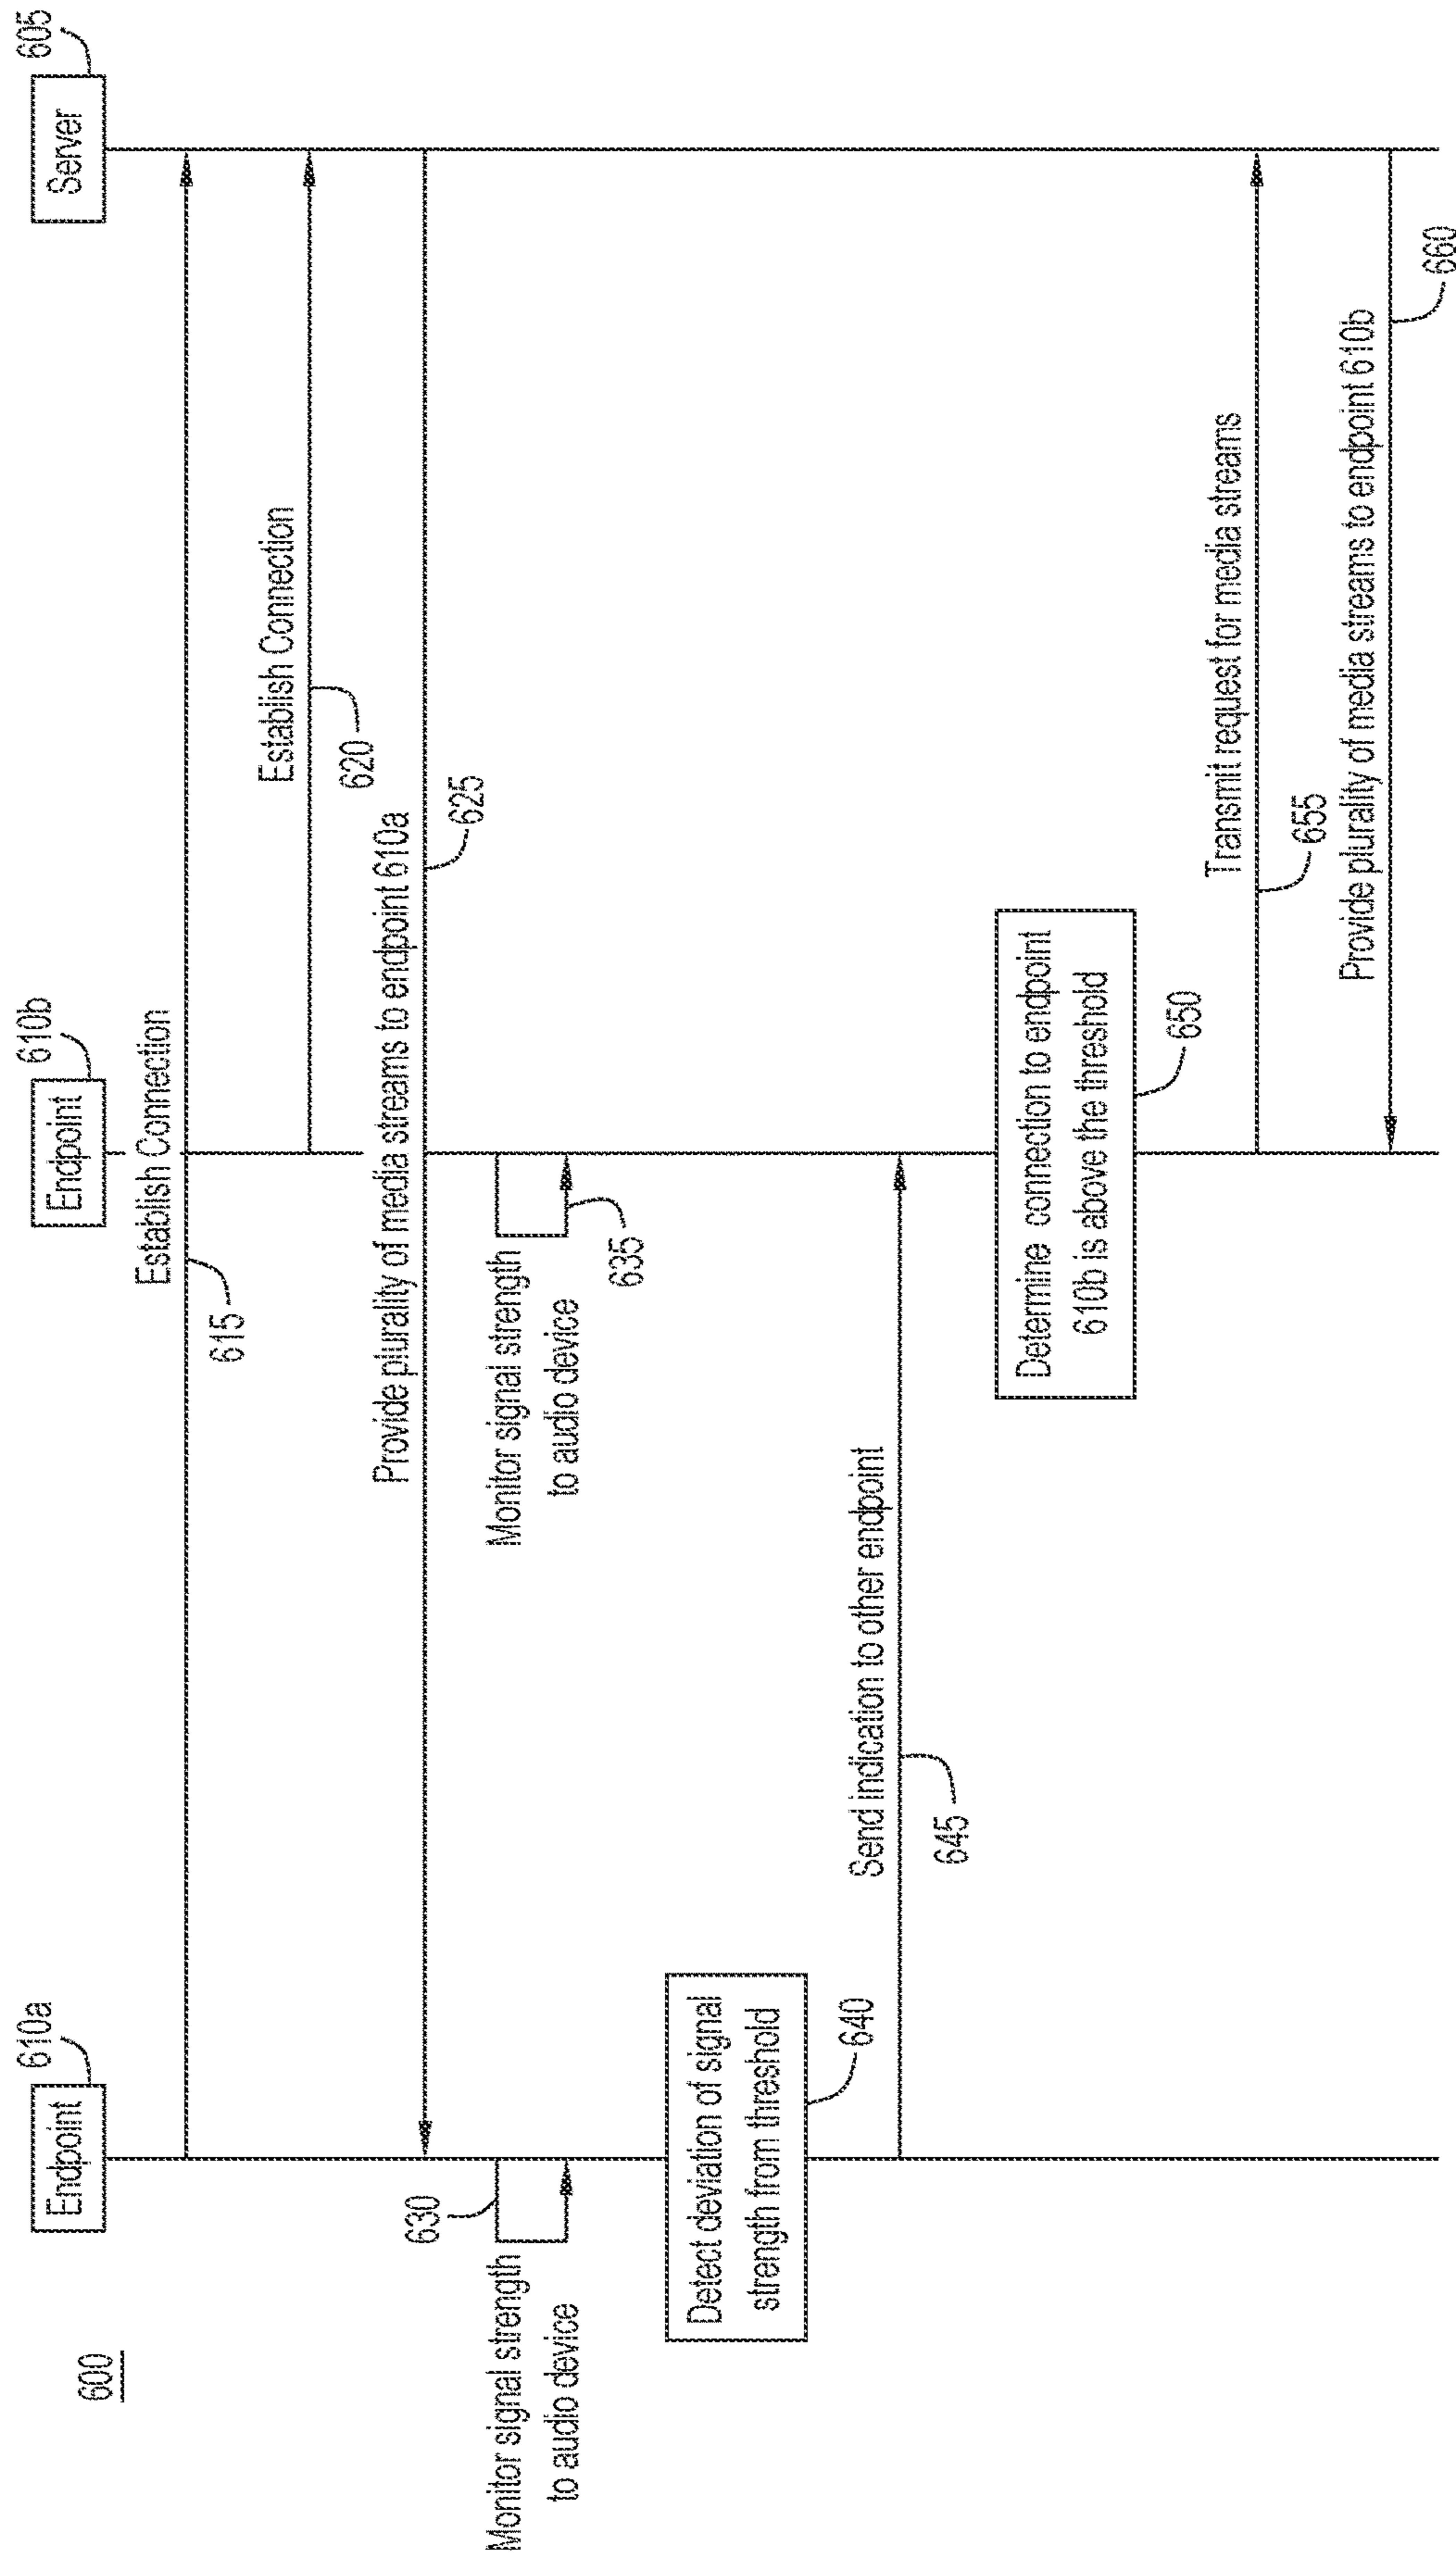 600
610a
Endpoint
610b
Endpoint
605
Server
Establish Connection
615
Establish Connection
620
Provide plurality of media streams to endpoint 610a
625
630
Monitor signal strength
to audio device
Monitor signal strength
to audio device
635
Detect deviation of signal
strength from threshold
640
Send indication to other endpoint
645
Determine connection to endpoint
610b is above the threshold
650
Transmit request for media streams
655
Provide plurality of media streams to endpoint 610b
660